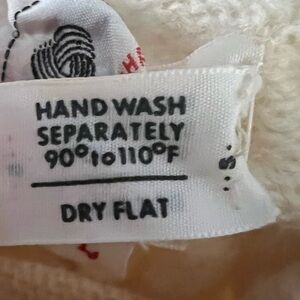 HAND WASH
SEPARATELY
90° to 110°F
DRY FLAT